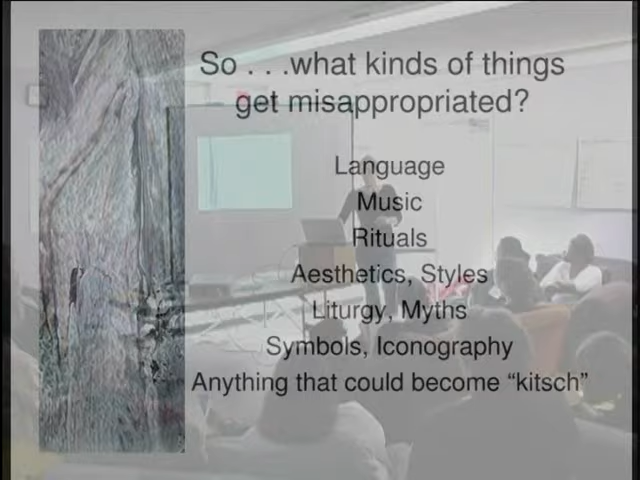 So . . .what kinds of things
get misappropriated?
Language
Music
Rituals
Aesthetics, Styles
Liturgy, Myths
Symbols, Iconography
Anything that could become “kitsch”